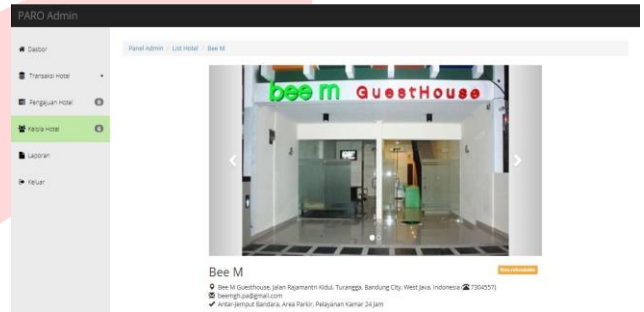 PARO Admin
Dasbor
Panel Admin / List Hotel / Bee M
Transaksi Hotel
Pengajuan Hotel
Kelola Hotel
Laporan
Keluar
bee m GuestHouse
Bee M
Non refundable
Bee M Guesthouse, Jalan Rajamantri Kidul, Turangga, Bandung City, West Java, Indonesia (☎7304557)
beemgh.pa@gmail.com
Antar-Jemput Bandara, Area Parkir, Pelayanan Kamar 24 Jam